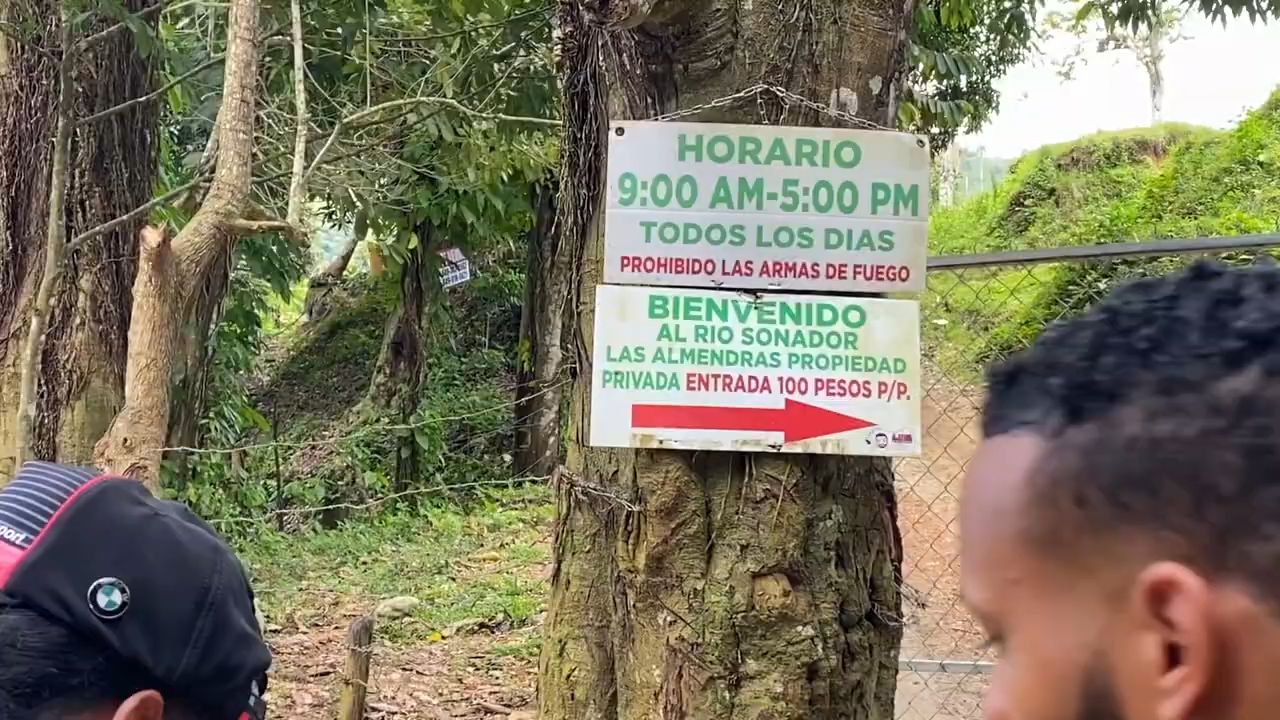 HORARIO
9:00 AM-5:00 PM
TODOS LOS DIAS
PROHIBIDO LAS ARMAS DE FUEGO
BIENVENIDO
AL RIO SONADOR
LAS ALMENDRAS PROPIEDAD
PRIVADA ENTRADA 100 PESOS P/P.